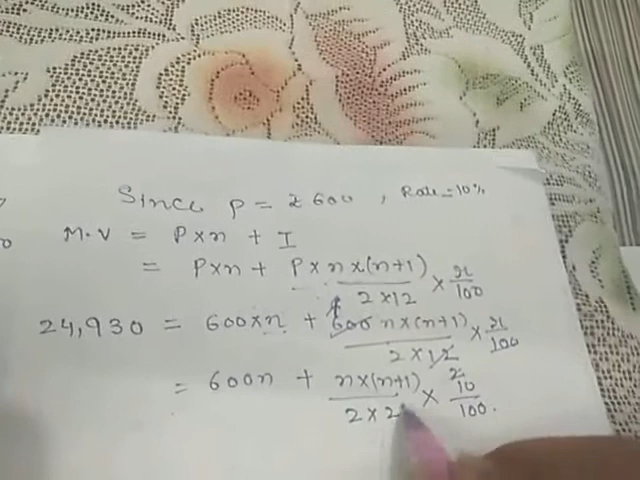 Since P = ₹ 600 , Rate = 10%
M.V = P×n + I
= P×n + P × n×(n+1) / 2×12 × r/100
24,930 = 600×n + 600 n×(n+1) / 2×12 × r/100
= 600n + n×(n+1) / 2×2 × 10/100.